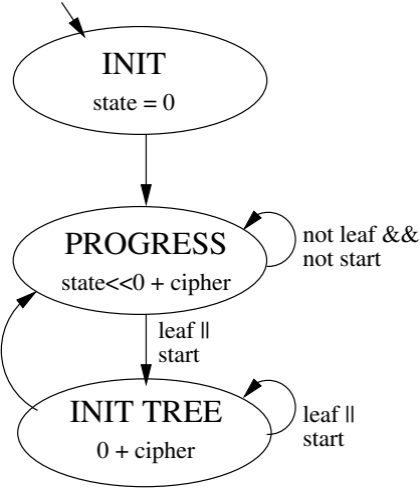 INIT
state = 0
PROGRESS
state<<0 + cipher
not leaf &&
not start
leaf ||
start
INIT TREE
0 + cipher
leaf ||
start